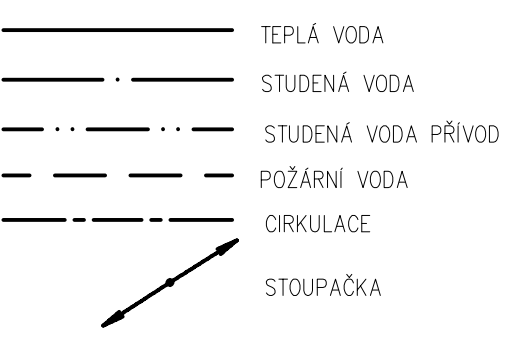 TEPLÁ VODA
STUDENÁ VODA
STUDENÁ VODA PŘÍVOD
POŽÁRNÍ VODA
CIRKULACE
STOUPAČKA